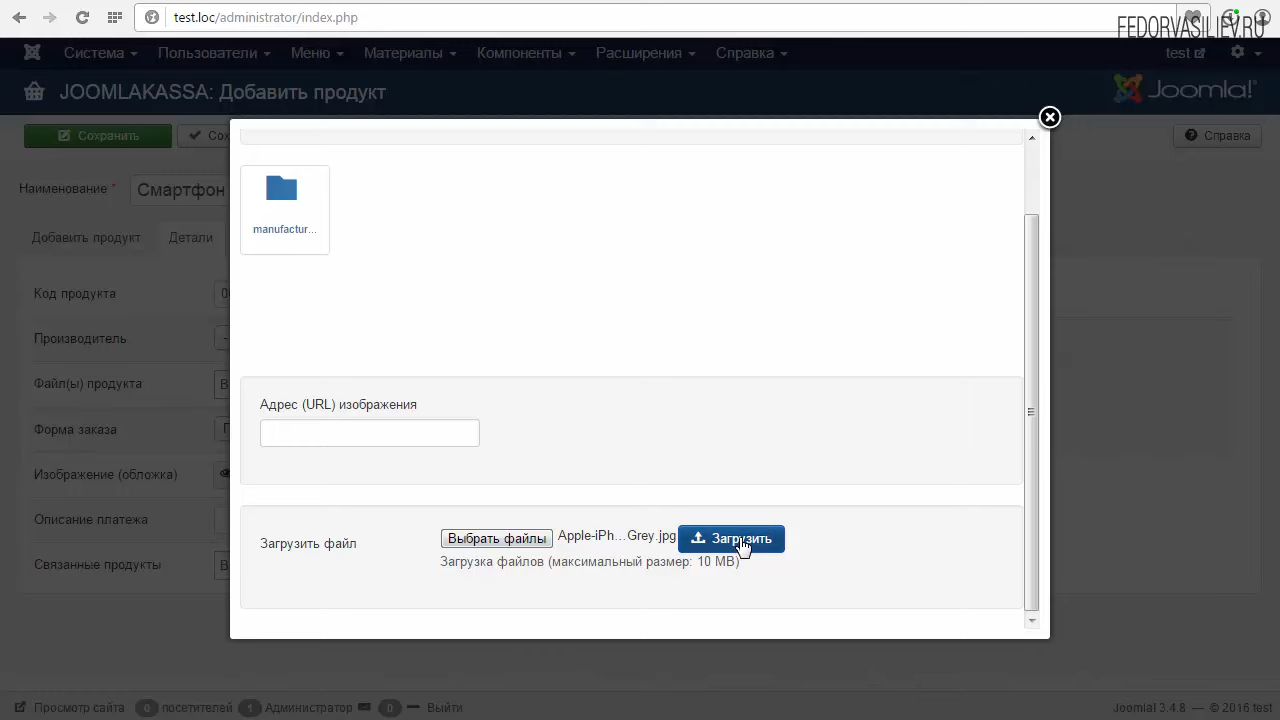 test.loc/administrator/index.php
FEDORVASILIEV.RU
Система Пользователи Меню Материалы Компоненты Расширения Справка test
JOOMLAKASSA: Добавить продукт Joomla!
Сохранить Сох Справка
Наименование * Смартфон
Добавить продукт Детали
Код продукта
Производитель
Файл(ы) продукта
Форма заказа
Изображение (обложка)
Описание платежа
Связанные продукты
manufactur...
Адрес (URL) изображения
Загрузить файл Выбрать файлы Apple-iPh...Grey.jpg Загрузить
Загрузка файлов (максимальный размер: 10 MB)
Просмотр сайта 0 посетителей 1 Администратор 0 Выйти Joomla! 3.4.8 — © 2016 test